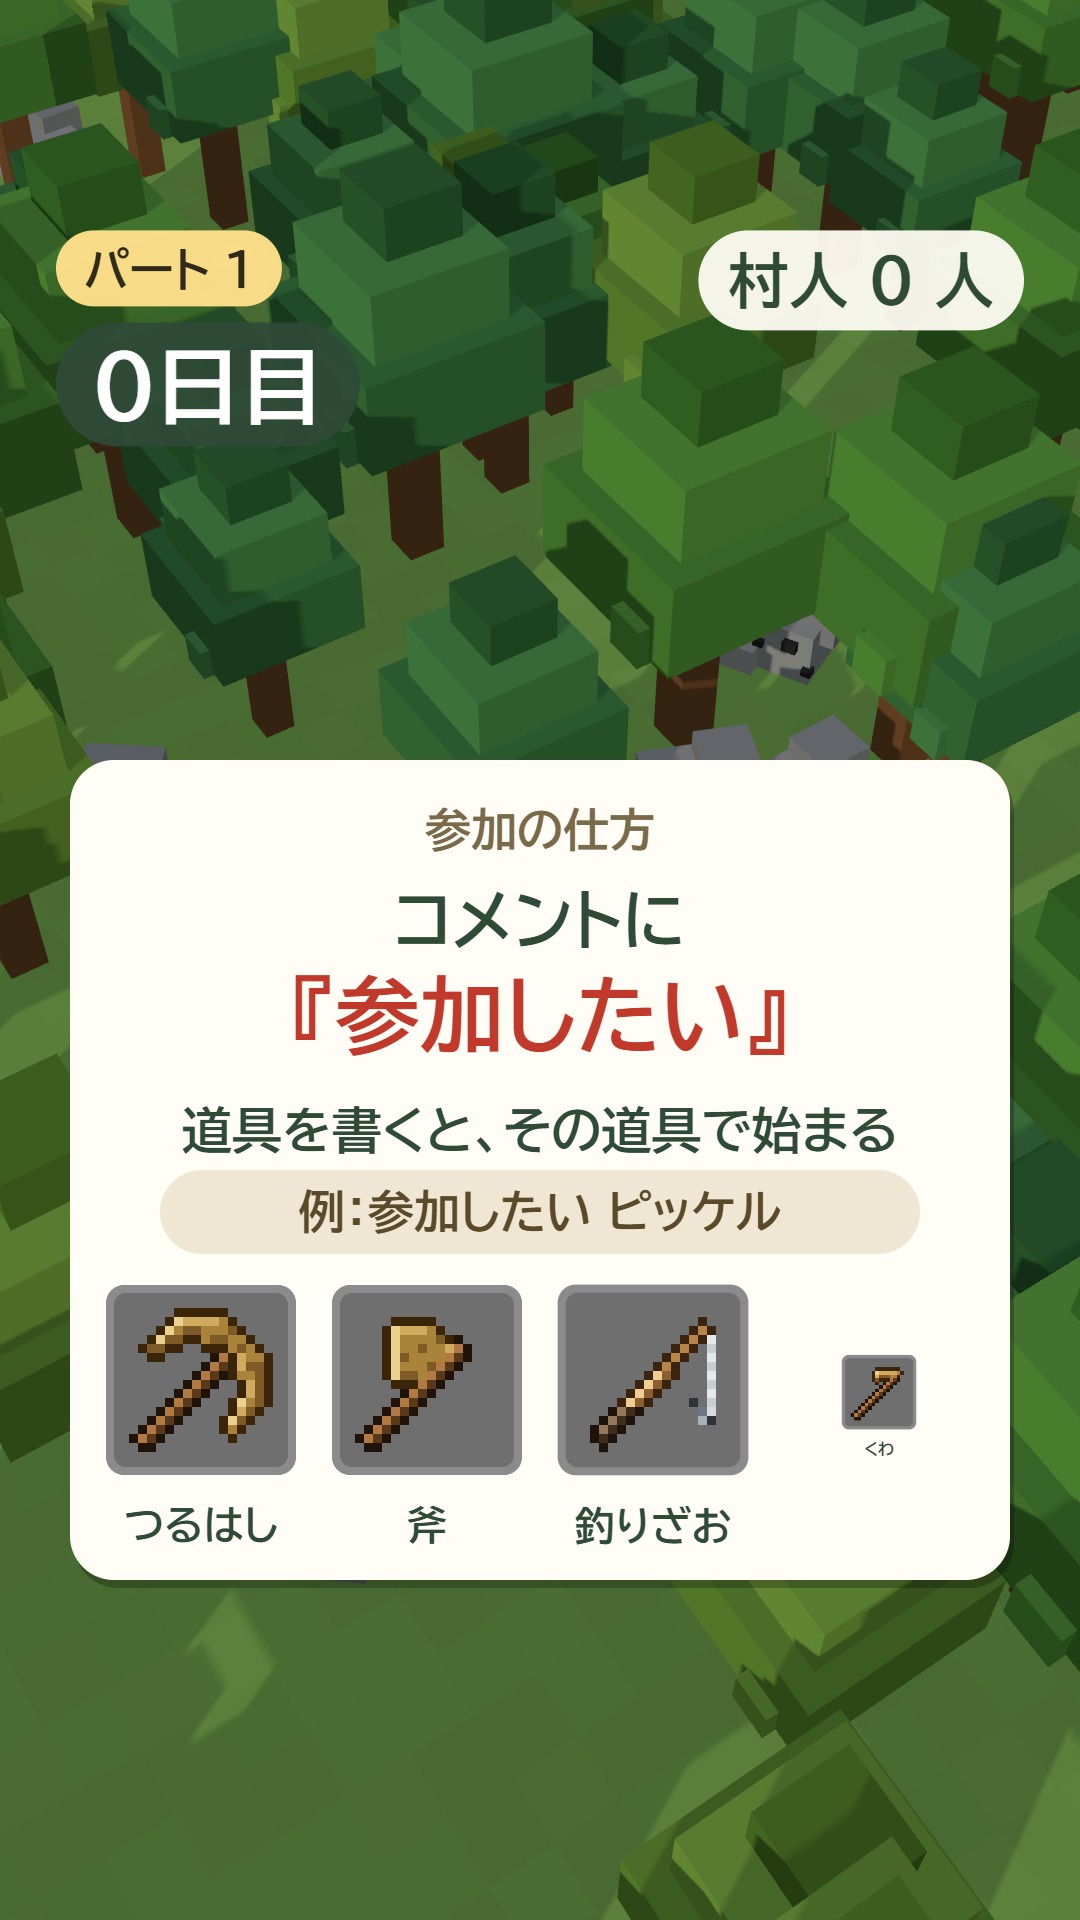 パート 1
村人 0 人
0日目
参加の仕方
コメントに
『参加したい』
道具を書くと、その道具で始まる
例：参加したい ピッケル
つるはし
斧
釣りざお
くわ